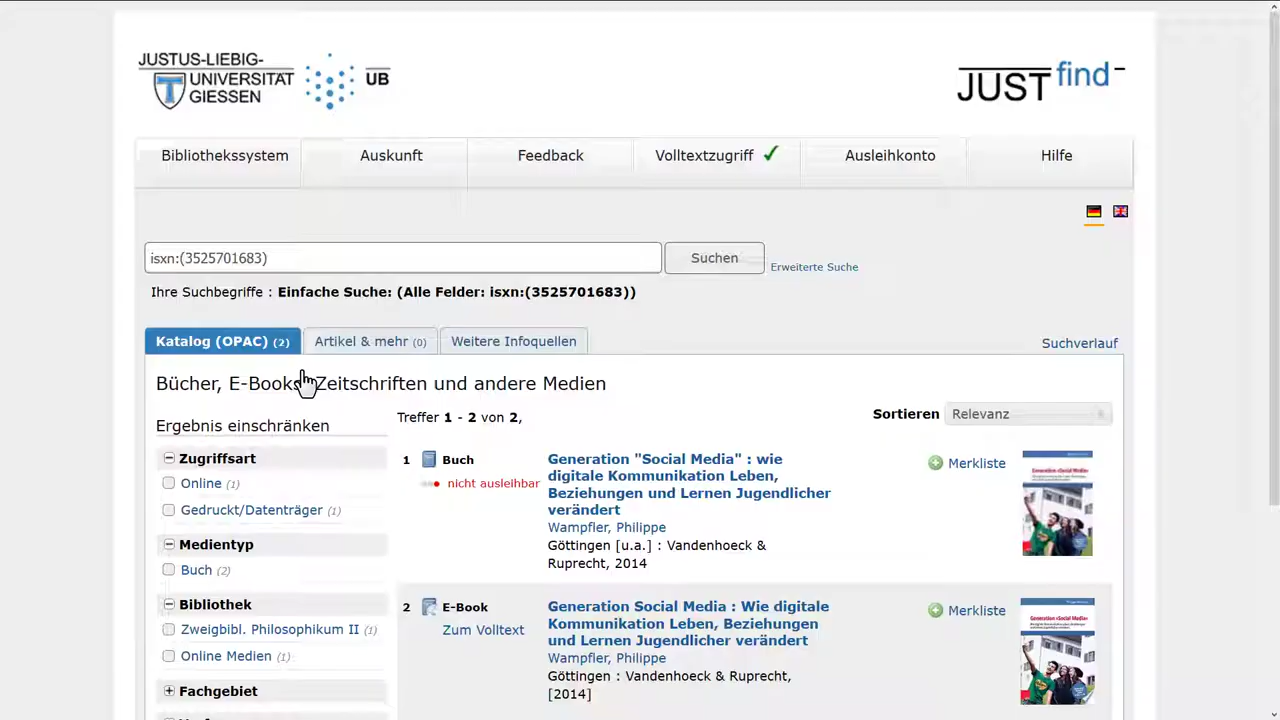 JUSTUS-LIEBIG-
UNIVERSITÄT
GIESSEN
UB
JUST find
Bibliothekssystem
Auskunft
Feedback
Volltextzugriff
Ausleihkonto
Hilfe
isxn:(3525701683)
Suchen
Erweiterte Suche
Ihre Suchbegriffe : Einfache Suche: (Alle Felder: isxn:(3525701683))
Katalog (OPAC) (2)
Artikel & mehr (0)
Weitere Infoquellen
Suchverlauf
Bücher, E-Books, Zeitschriften und andere Medien
Ergebnis einschränken
Zugriffsart
Online (1)
Gedruckt/Datenträger (1)
Medientyp
Buch (2)
Bibliothek
Zweigbibl. Philosophikum II
Online Medien (1)
Fachgebiet
Treffer 1 - 2 von 2,
Sortieren
Relevanz
1 Buch
nicht ausleihbar
Generation "Social Media" : wie
digitale Kommunikation Leben,
Beziehungen und Lernen Jugendlicher
verändert
Wampfler, Philippe
Göttingen [u.a.] : Vandenhoeck &
Ruprecht, 2014
Merkliste
2 E-Book
Zum Volltext
Generation Social Media : Wie digitale
Kommunikation Leben, Beziehungen
und Lernen Jugendlicher verändert
Wampfler, Philippe
Göttingen : Vandenhoeck & Ruprecht,
[2014]
Merkliste